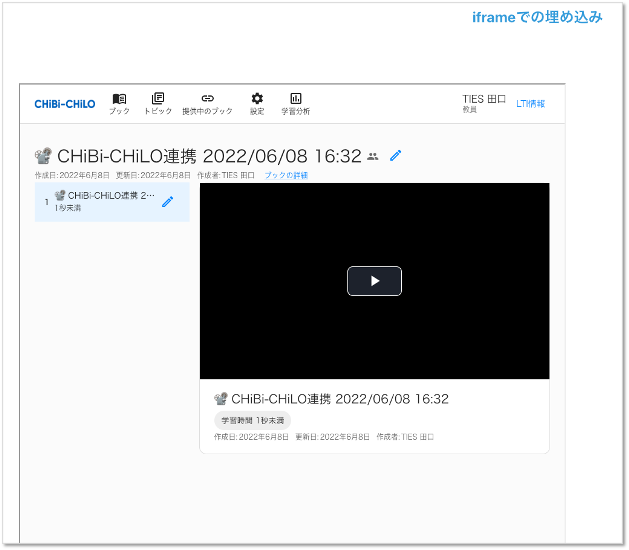 iframeでの埋め込み
CHiBi-CHiLO
ブック
トピック
提供中のブック
設定
学習分析
TIES 田口
教員
LTI情報
CHiBi-CHiLO連携 2022/06/08 16:32
作成日: 2022年6月8日 更新日: 2022年6月8日 作成者: TIES 田口 ブックの詳細
1 CHiBi-CHiLO連携 2…
1秒未満
CHiBi-CHiLO連携 2022/06/08 16:32
学習時間 1秒未満
作成日: 2022年6月8日 更新日: 2022年6月8日 作成者: TIES 田口